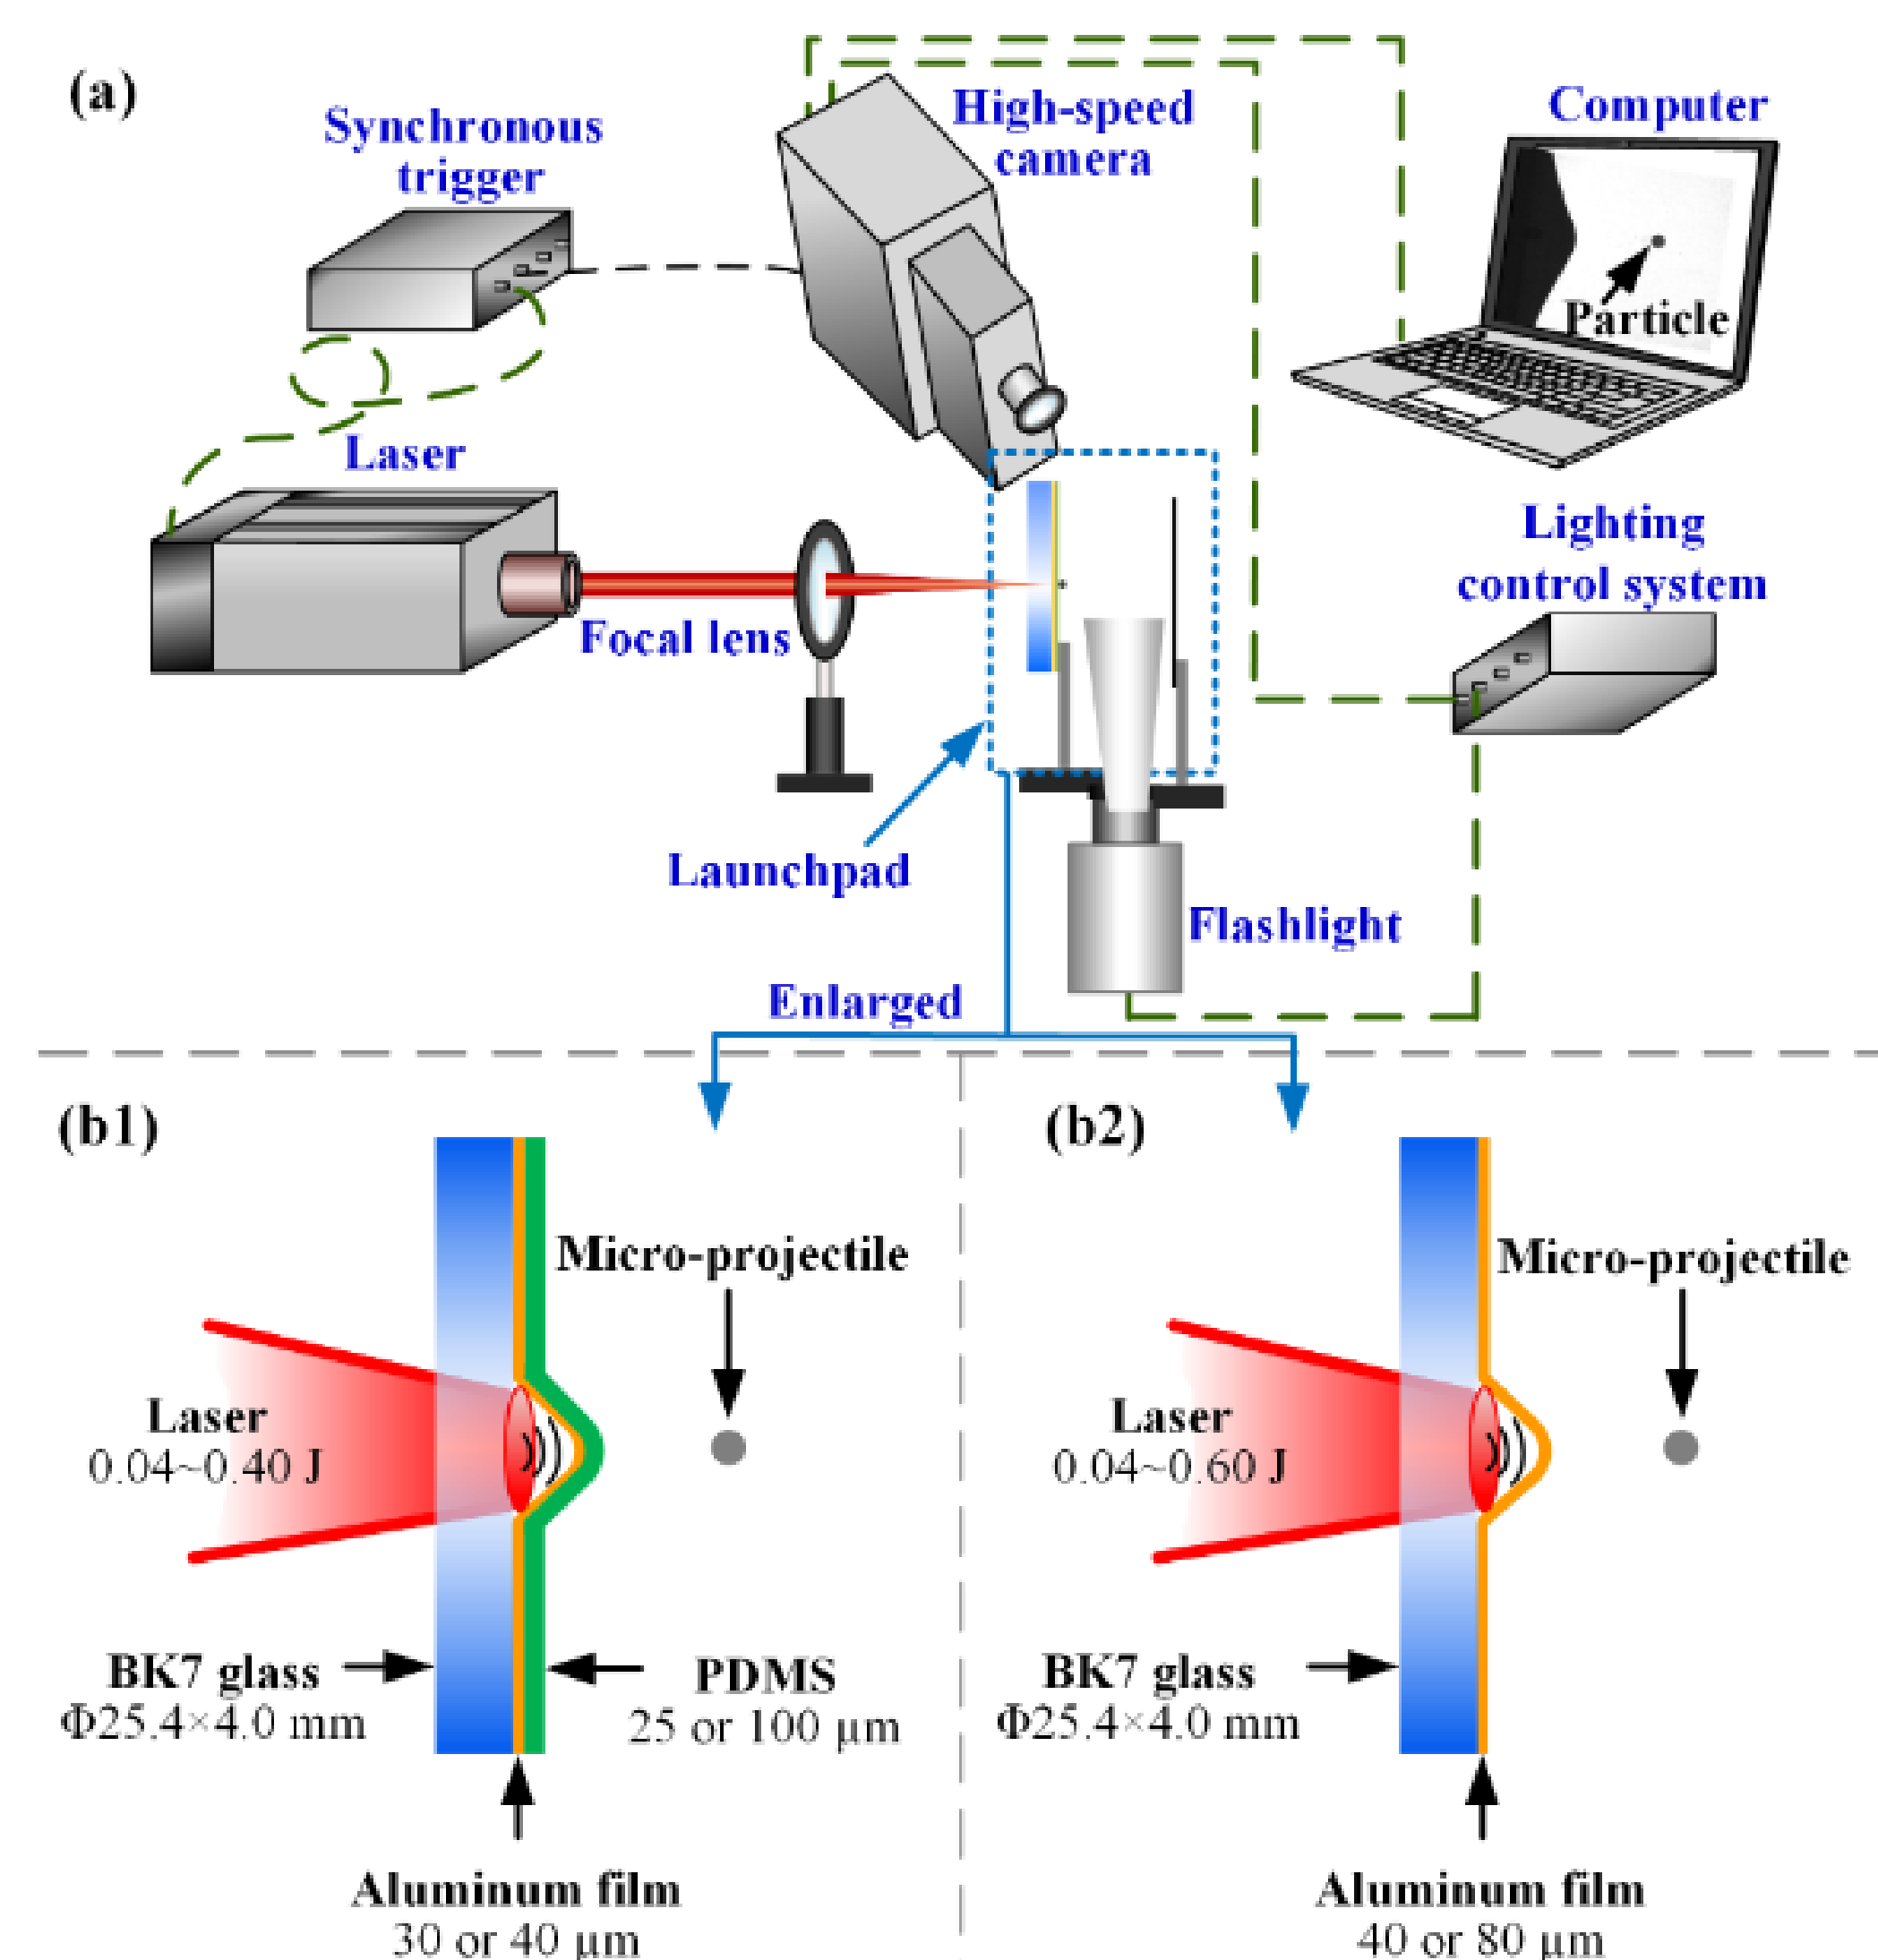 (a)
Synchronous
trigger
High-speed
camera
Computer
Particle
Laser
Focal lens
Lighting
control system
Launchpad
Flashlight
Enlarged
(b1)
Micro-projectile
Laser
0.04~0.40 J
BK7 glass
Φ25.4×4.0 mm
PDMS
25 or 100 μm
Aluminum film
30 or 40 μm
(b2)
Micro-projectile
Laser
0.04~0.60 J
BK7 glass
Φ25.4×4.0 mm
Aluminum film
40 or 80 μm